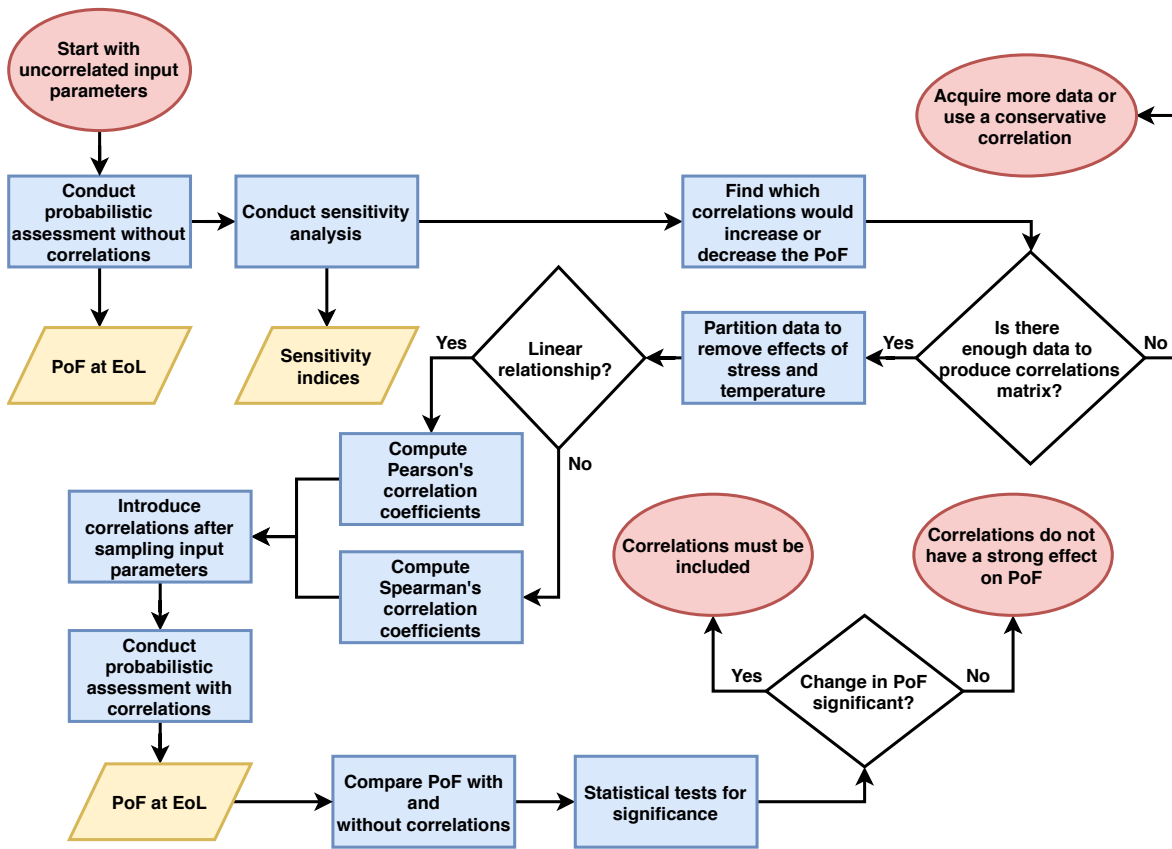 Start with
uncorrelated input
parameters
Acquire more data or
use a conservative
correlation
Conduct
probabilistic
assessment without
correlations
Conduct sensitivity
analysis
Find which
correlations would
increase or
decrease the PoF
PoF at EoL
Sensitivity
indices
Yes
Linear
relationship?
No
Partition data to
remove effects of
stress and
temperature
Yes
Is there
enough data to
produce correlations
matrix?
No
Compute
Pearson's
correlation
coefficients
Introduce
correlations after
sampling input
parameters
Compute
Spearman's
correlation
coefficients
Correlations must be
included
Correlations do not
have a strong effect
on PoF
Conduct
probabilistic
assessment with
correlations
Yes
Change in PoF
significant?
No
PoF at EoL
Compare PoF with
and
without correlations
Statistical tests for
significance